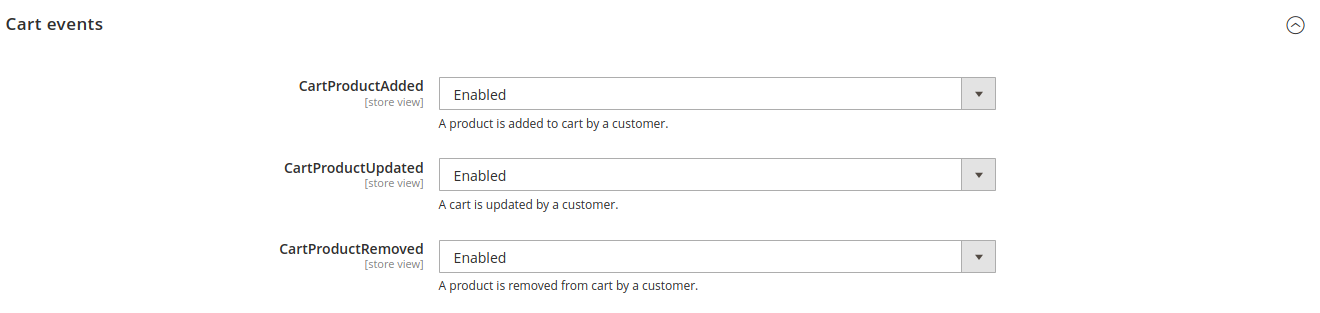 Cart events
CartProductAdded
[store view]
Enabled
A product is added to cart by a customer.
CartProductUpdated
[store view]
Enabled
A cart is updated by a customer.
CartProductRemoved
[store view]
Enabled
A product is removed from cart by a customer.